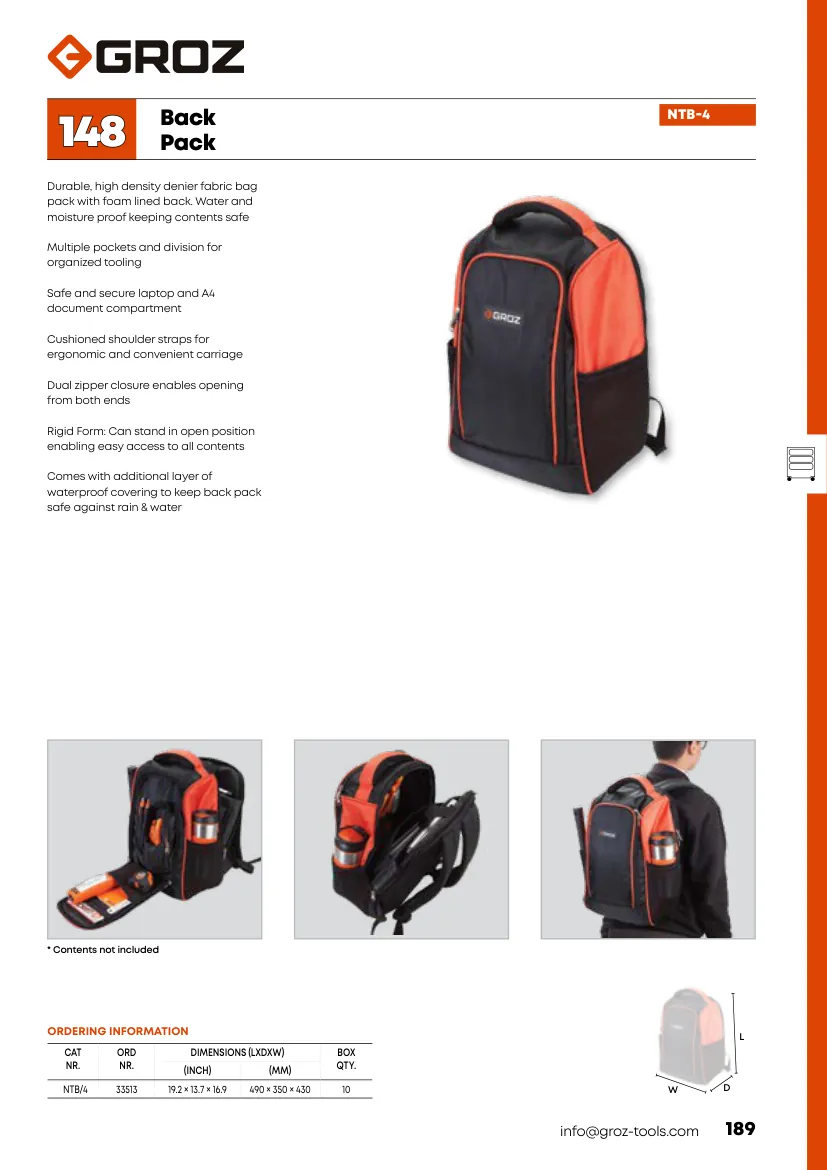 GROZ
148
Back
Pack
NTB-4
Durable, high density denier fabric bag
pack with foam lined back. Water and
moisture proof keeping contents safe
Multiple pockets and division for
organized tooling
Safe and secure laptop and A4
document compartment
Cushioned shoulder straps for
ergonomic and convenient carriage
Dual zipper closure enables opening
from both ends
Rigid Form: Can stand in open position
enabling easy access to all contents
Comes with additional layer of
waterproof covering to keep back pack
safe against rain & water
GROZ
* Contents not included
ORDERING INFORMATION
CAT NR. ORD NR. DIMENSIONS (LXDXW) BOX QTY.
(INCH) (MM)
NTB/4 33513 19.2 × 13.7 × 16.9 490 × 350 × 430 10
L
W D
info@groz-tools.com 189